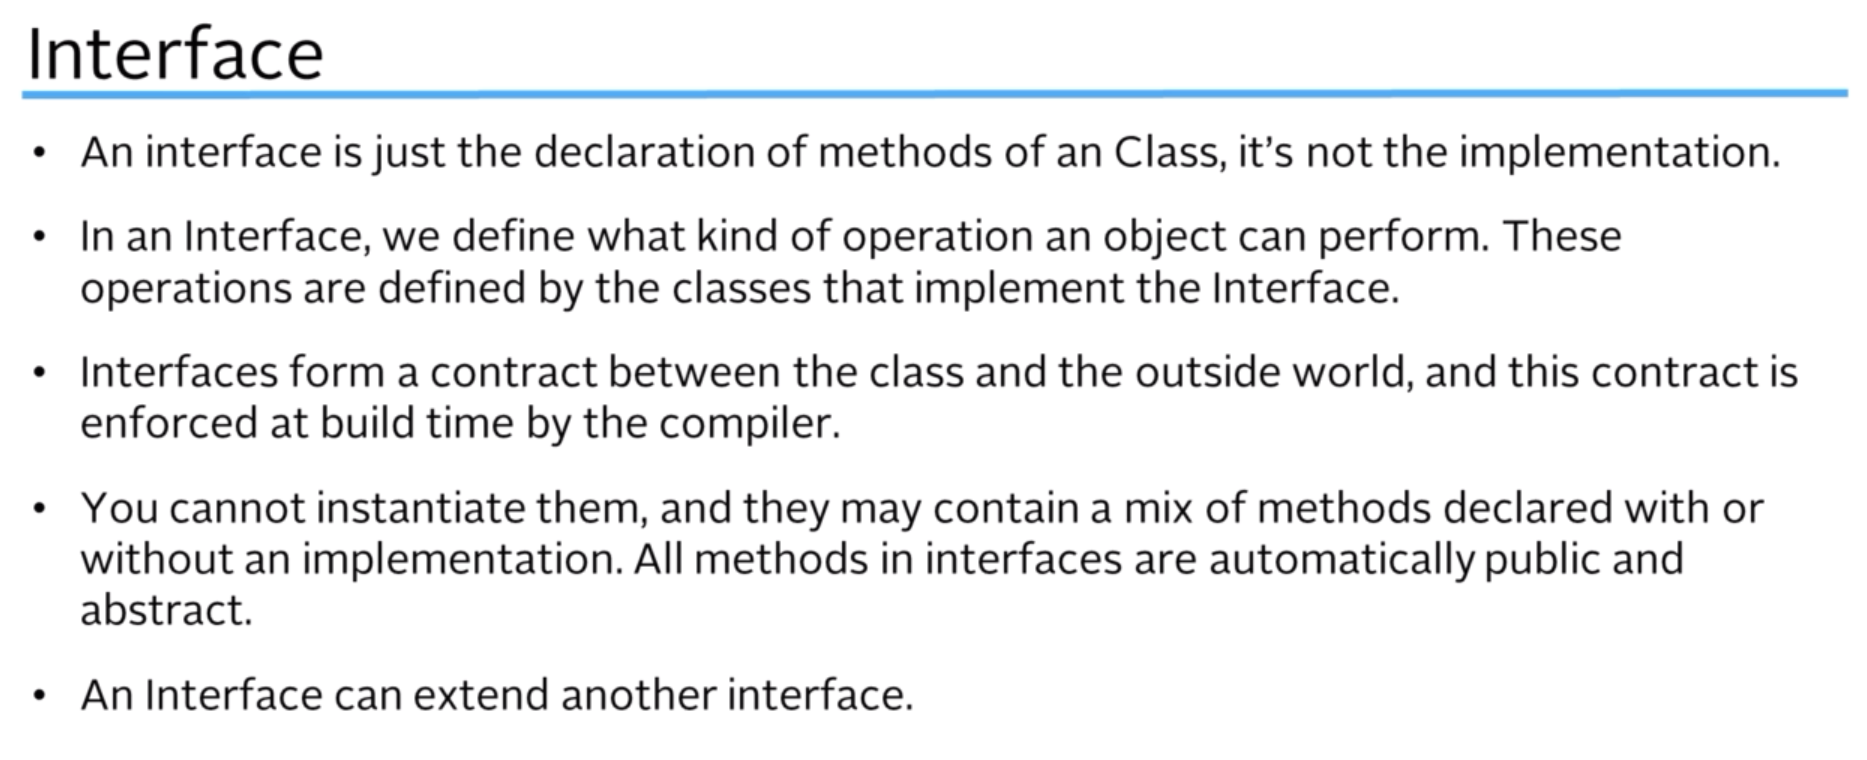 Interface
• An interface is just the declaration of methods of an Class, it's not the implementation.
• In an Interface, we define what kind of operation an object can perform. These
operations are defined by the classes that implement the Interface.
• Interfaces form a contract between the class and the outside world, and this contract is
enforced at build time by the compiler.
• You cannot instantiate them, and they may contain a mix of methods declared with or
without an implementation. All methods in interfaces are automatically public and
abstract.
• An Interface can extend another interface.